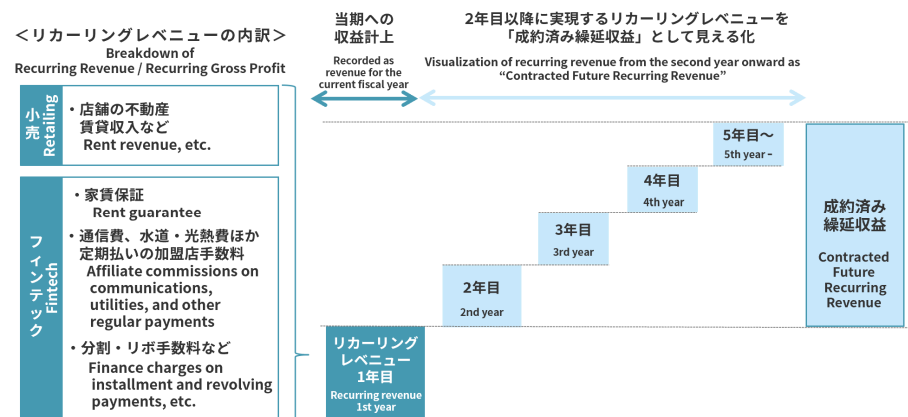 ＜リカーリングレベニューの内訳＞
Breakdown of
Recurring Revenue / Recurring Gross Profit
小売
Retailing
・店舗の不動産
賃貸収入など
Rent revenue, etc.
フィンテック
Fintech
・家賃保証
Rent guarantee
・通信費、水道・光熱費ほか
定期払いの加盟店手数料
Affiliate commissions on
communications,
utilities, and other
regular payments
・分割・リボ手数料など
Finance charges on
installment and revolving
payments, etc.
当期への
収益計上
Recorded as
revenue for the
current fiscal year
2年目以降に実現するリカーリングレベニューを
「成約済み繰延収益」として見える化
Visualization of recurring revenue from the second year onward as
“Contracted Future Recurring Revenue”
5年目～
5th year -
4年目
4th year
3年目
3rd year
2年目
2nd year
リカーリング
レベニュー
1年目
Recurring revenue
1st year
成約済み
繰延収益
Contracted
Future
Recurring
Revenue